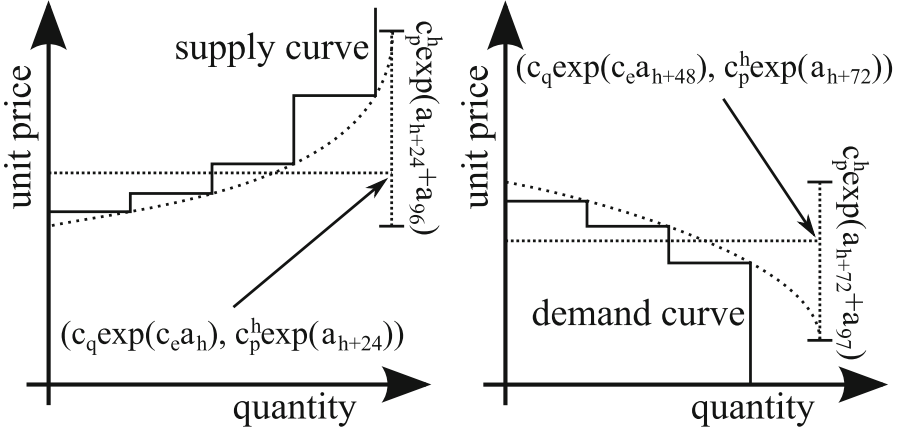 unit price
supply curve
c_p^h exp(a_{h+24}+a_{96})
(c_q exp(c_e a_h), c_p^h exp(a_{h+24}))
quantity
unit price
(c_q exp(c_e a_{h+48}), c_p^h exp(a_{h+72}))
c_p^h exp(a_{h+72}+a_{97})
demand curve
quantity